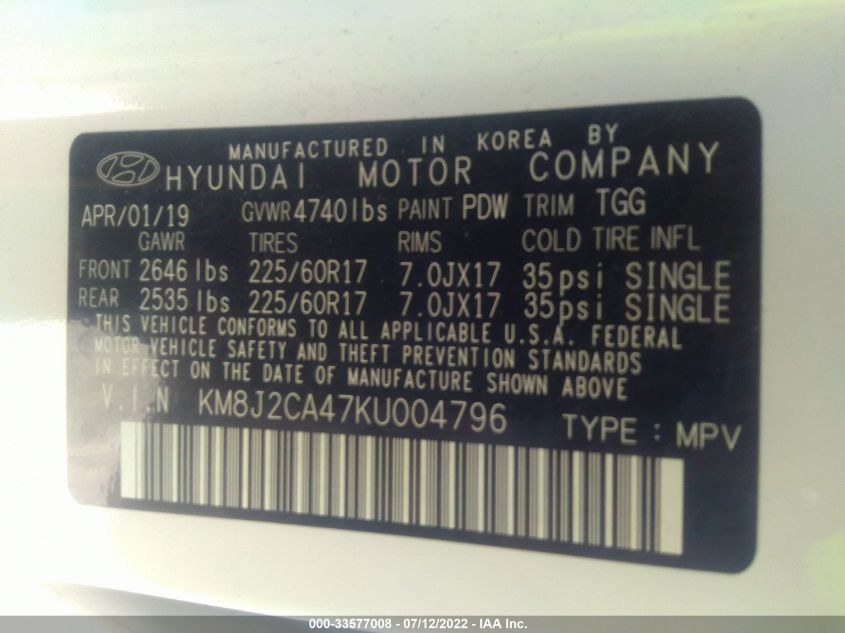 MANUFACTURED IN KOREA BY
HYUNDAI MOTOR COMPANY
APR/01/19 GVWR 4740lbs PAINT PDW TRIM TGG
GAWR TIRES RIMS COLD TIRE INFL
FRONT 2646 lbs 225/60R17 7.0JX17 35psi SINGLE
REAR 2535 lbs 225/60R17 7.0JX17 35psi SINGLE
THIS VEHICLE CONFORMS TO ALL APPLICABLE U.S.A. FEDERAL
MOTOR VEHICLE SAFETY AND THEFT PREVENTION STANDARDS
IN EFFECT ON THE DATE OF MANUFACTURE SHOWN ABOVE
V.I.N KM8J2CA47KU004796 TYPE : MPV
000-33577008 - 07/12/2022 - IAA Inc.